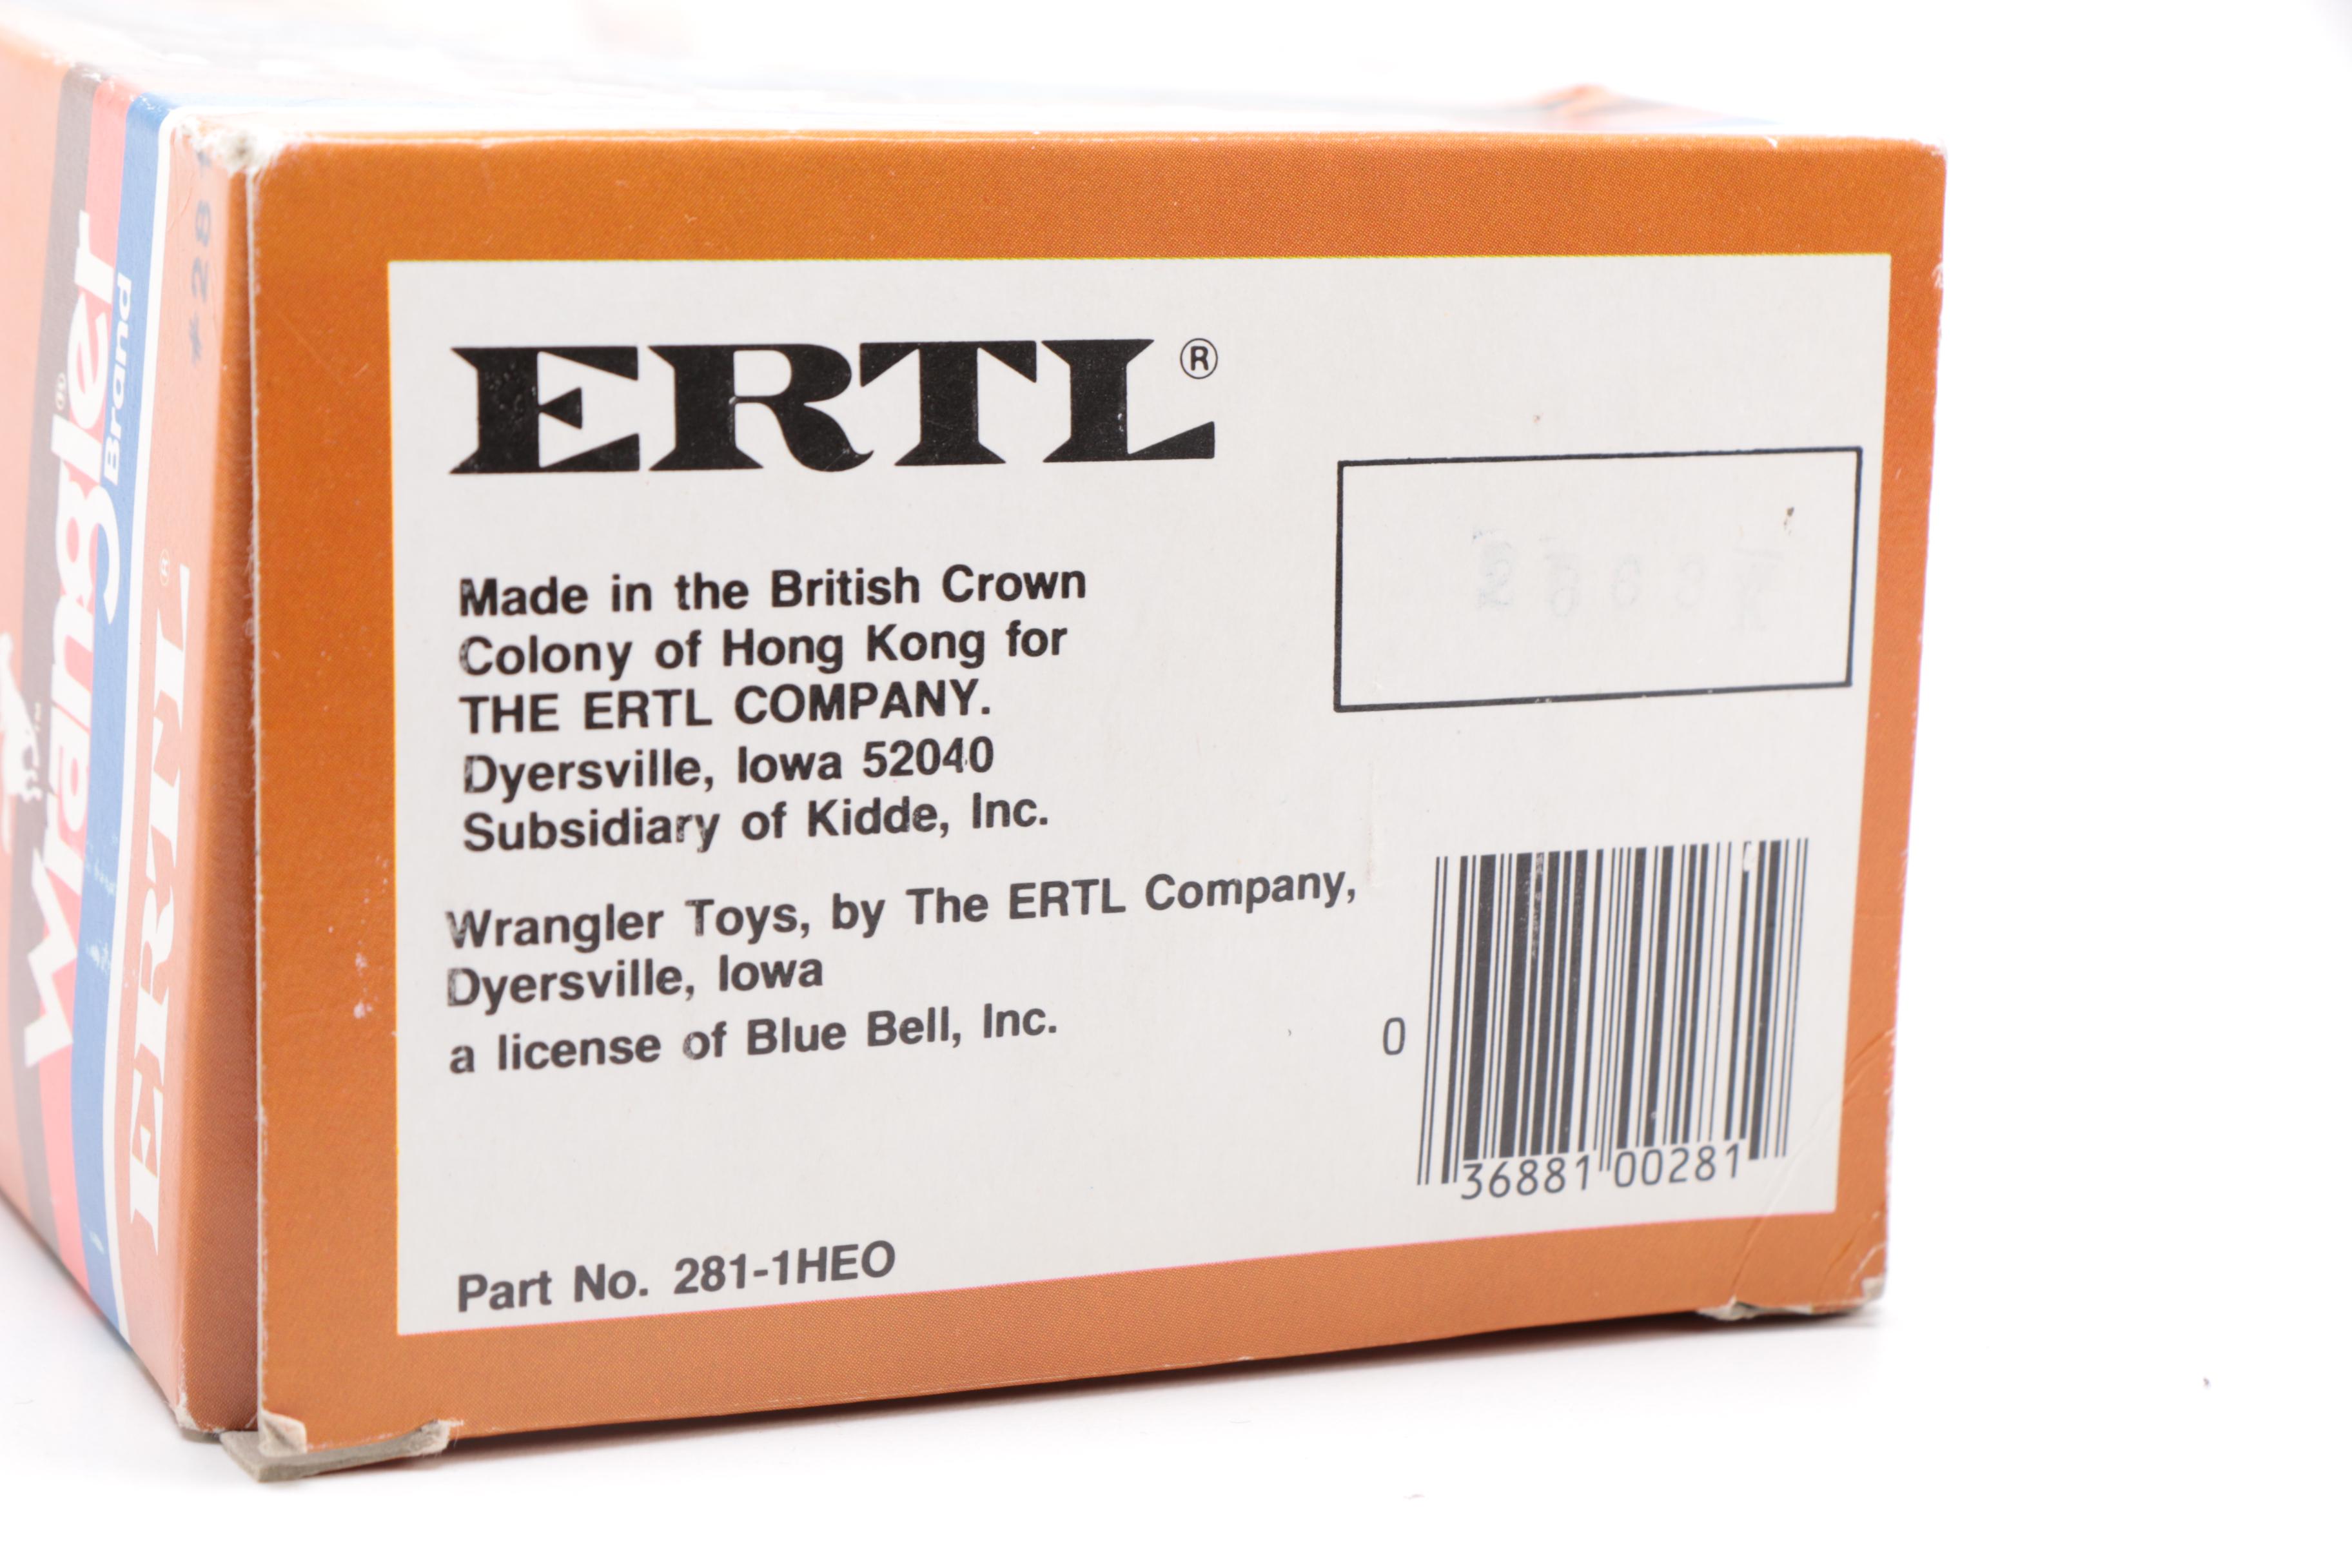 Wrangler®
Brand
ERTL®
#281
ERTL®
Made in the British Crown
Colony of Hong Kong for
THE ERTL COMPANY.
Dyersville, Iowa 52040
Subsidiary of Kidde, Inc.
Wrangler Toys, by The ERTL Company,
Dyersville, Iowa
a license of Blue Bell, Inc.
0 36881 00281
Part No. 281-1HEO